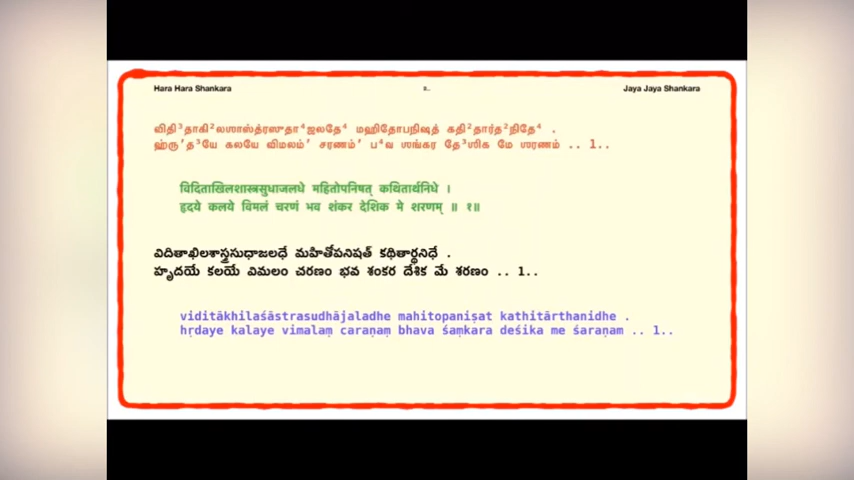 Hara Hara Shankara २. Jaya Jaya Shankara
விதி³தாகி²லஶாஸ்த்ரஸுதா⁴ஜலதே⁴ மஹிதோபநிஷத் கதி²தார்த²நிதே⁴ .
ஹ்ருʼத³யே கலயே விமலம்ʼ சரணம்ʼ ப⁴வ ஶங்கர தே³ஶிக மே ஶரணம் .. 1..
विदिताखिलशास्त्रसुधाजलधे महितोपनिषत् कथितार्थनिधे ।
हृदये कलये विमलं चरणं भव शंकर देशिक मे शरणम् ॥ १॥
విదితాఖిలశాస్త్రసుధాజలధే మహితోపనిషత్ కథితార్థనిధే .
హృదయే కలయే విమలం చరణం భవ శంకర దేశిక మే శరణం .. 1..
viditākhilaśāstrasudhājaladhe mahitopaniṣat kathitārthanidhe .
hṛdaye kalaye vimalaṃ caraṇaṃ bhava śaṃkara deśika me śaraṇam .. 1..